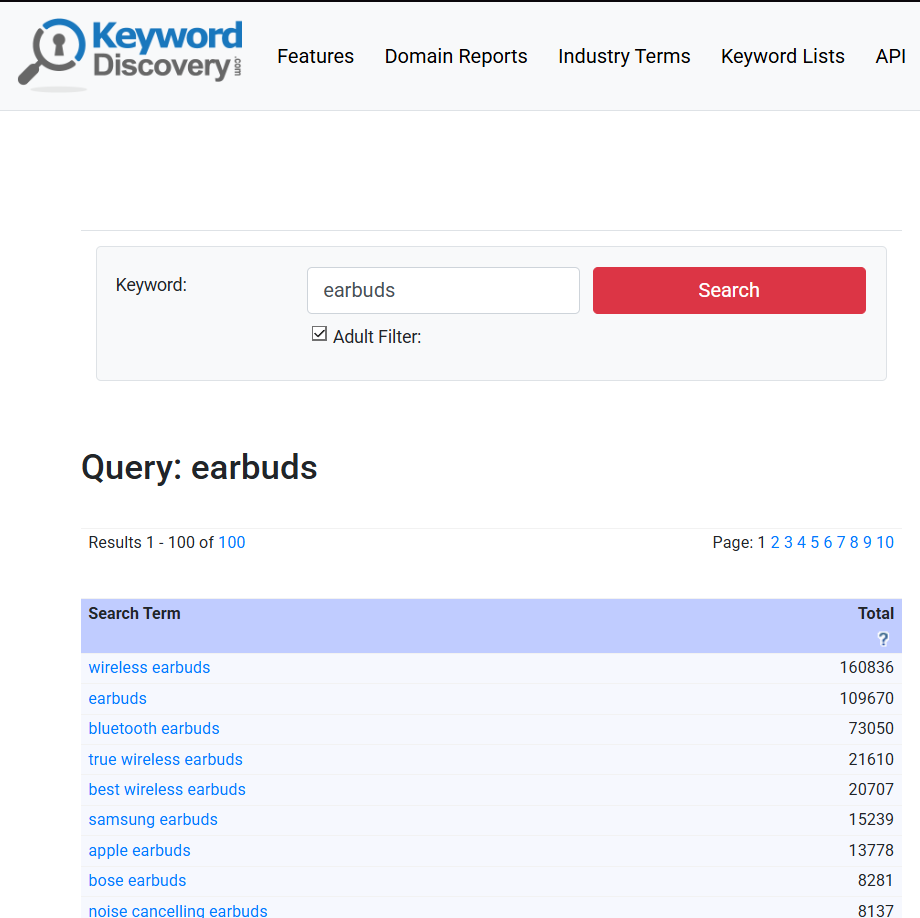 Keyword
Discovery.com
Features Domain Reports Industry Terms Keyword Lists API
Keyword: earbuds Search
Adult Filter:
Query: earbuds
Results 1 - 100 of 100 Page: 1 2 3 4 5 6 7 8 9 10
Search Term Total
?
wireless earbuds 160836
earbuds 109670
bluetooth earbuds 73050
true wireless earbuds 21610
best wireless earbuds 20707
samsung earbuds 15239
apple earbuds 13778
bose earbuds 8281
noise cancelling earbuds 8137